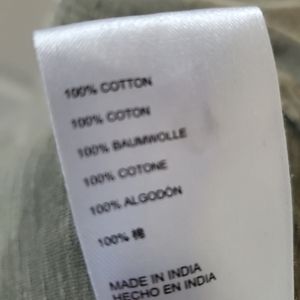 100% COTTON
100% COTON
100% BAUMWOLLE
100% COTONE
100% ALGODÓN
100% 棉
MADE IN INDIA
HECHO EN INDIA